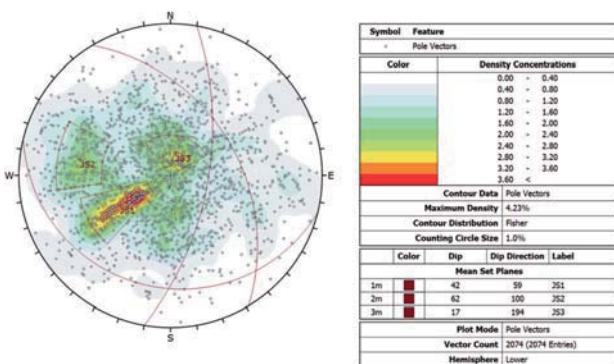 N
W
E
S
JS2
JS3
JS1
Symbol Feature
Pole Vectors
Color Density Concentrations
0.00 - 0.40
0.40 - 0.80
0.80 - 1.20
1.20 - 1.60
1.60 - 2.00
2.00 - 2.40
2.40 - 2.80
2.80 - 3.20
3.20 - 3.60
3.60 <
Contour Data Pole Vectors
Maximum Density 4.23%
Contour Distribution Fisher
Counting Circle Size 1.0%
Color Dip Dip Direction Label
Mean Set Planes
1m 42 59 JS1
2m 62 100 JS2
3m 17 194 JS3
Plot Mode Pole Vectors
Vector Count 2074 (2074 Entries)
Hemisphere Lower